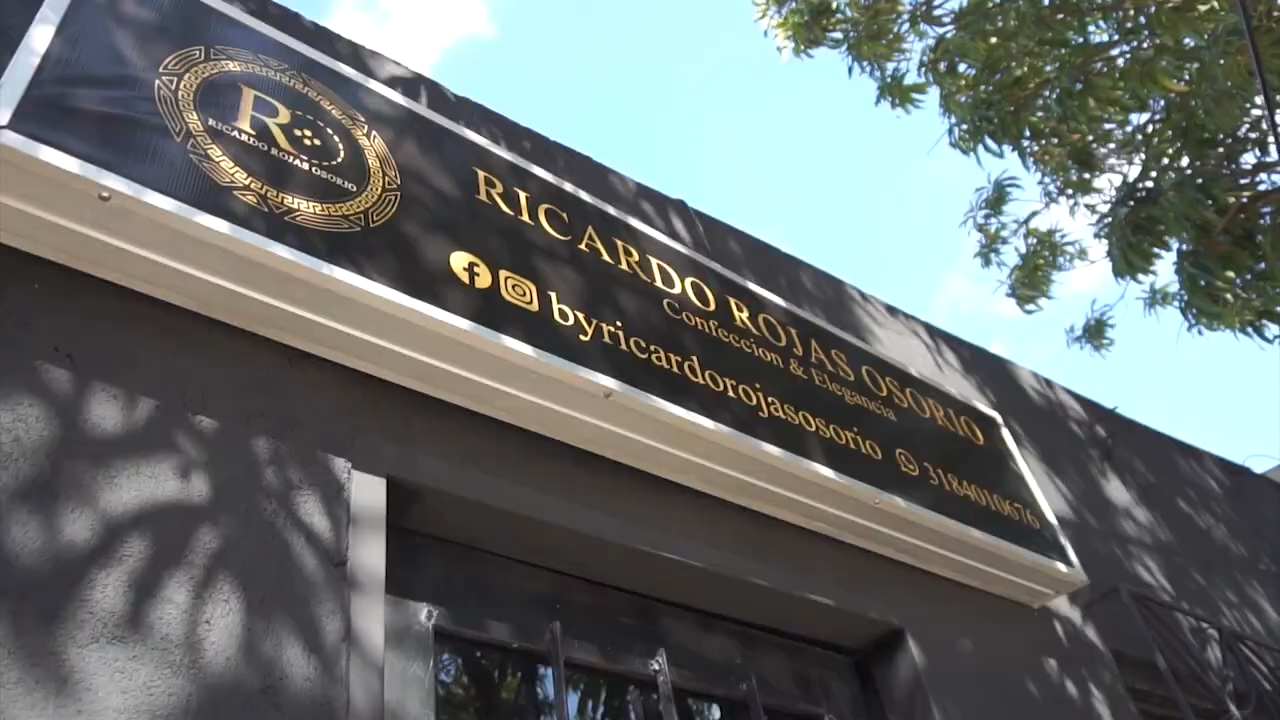 R
RICARDO ROJAS OSORIO
RICARDO ROJAS OSORIO
Confeccion & Elegancia
byricardorojasosorio 3184010676